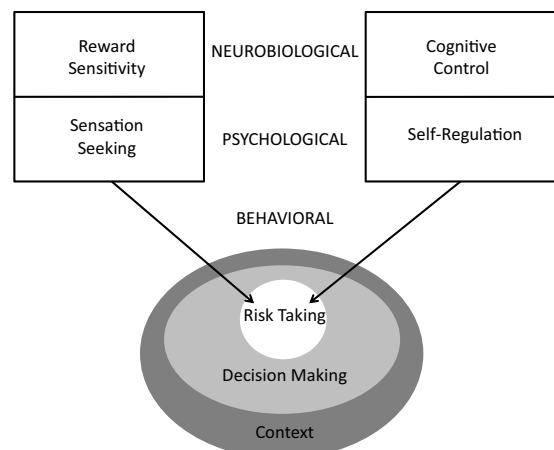 Reward
Sensitivity
NEUROBIOLOGICAL
Cognitive
Control
Sensation
Seeking
PSYCHOLOGICAL
Self-Regulation
BEHAVIORAL
Risk Taking
Decision Making
Context